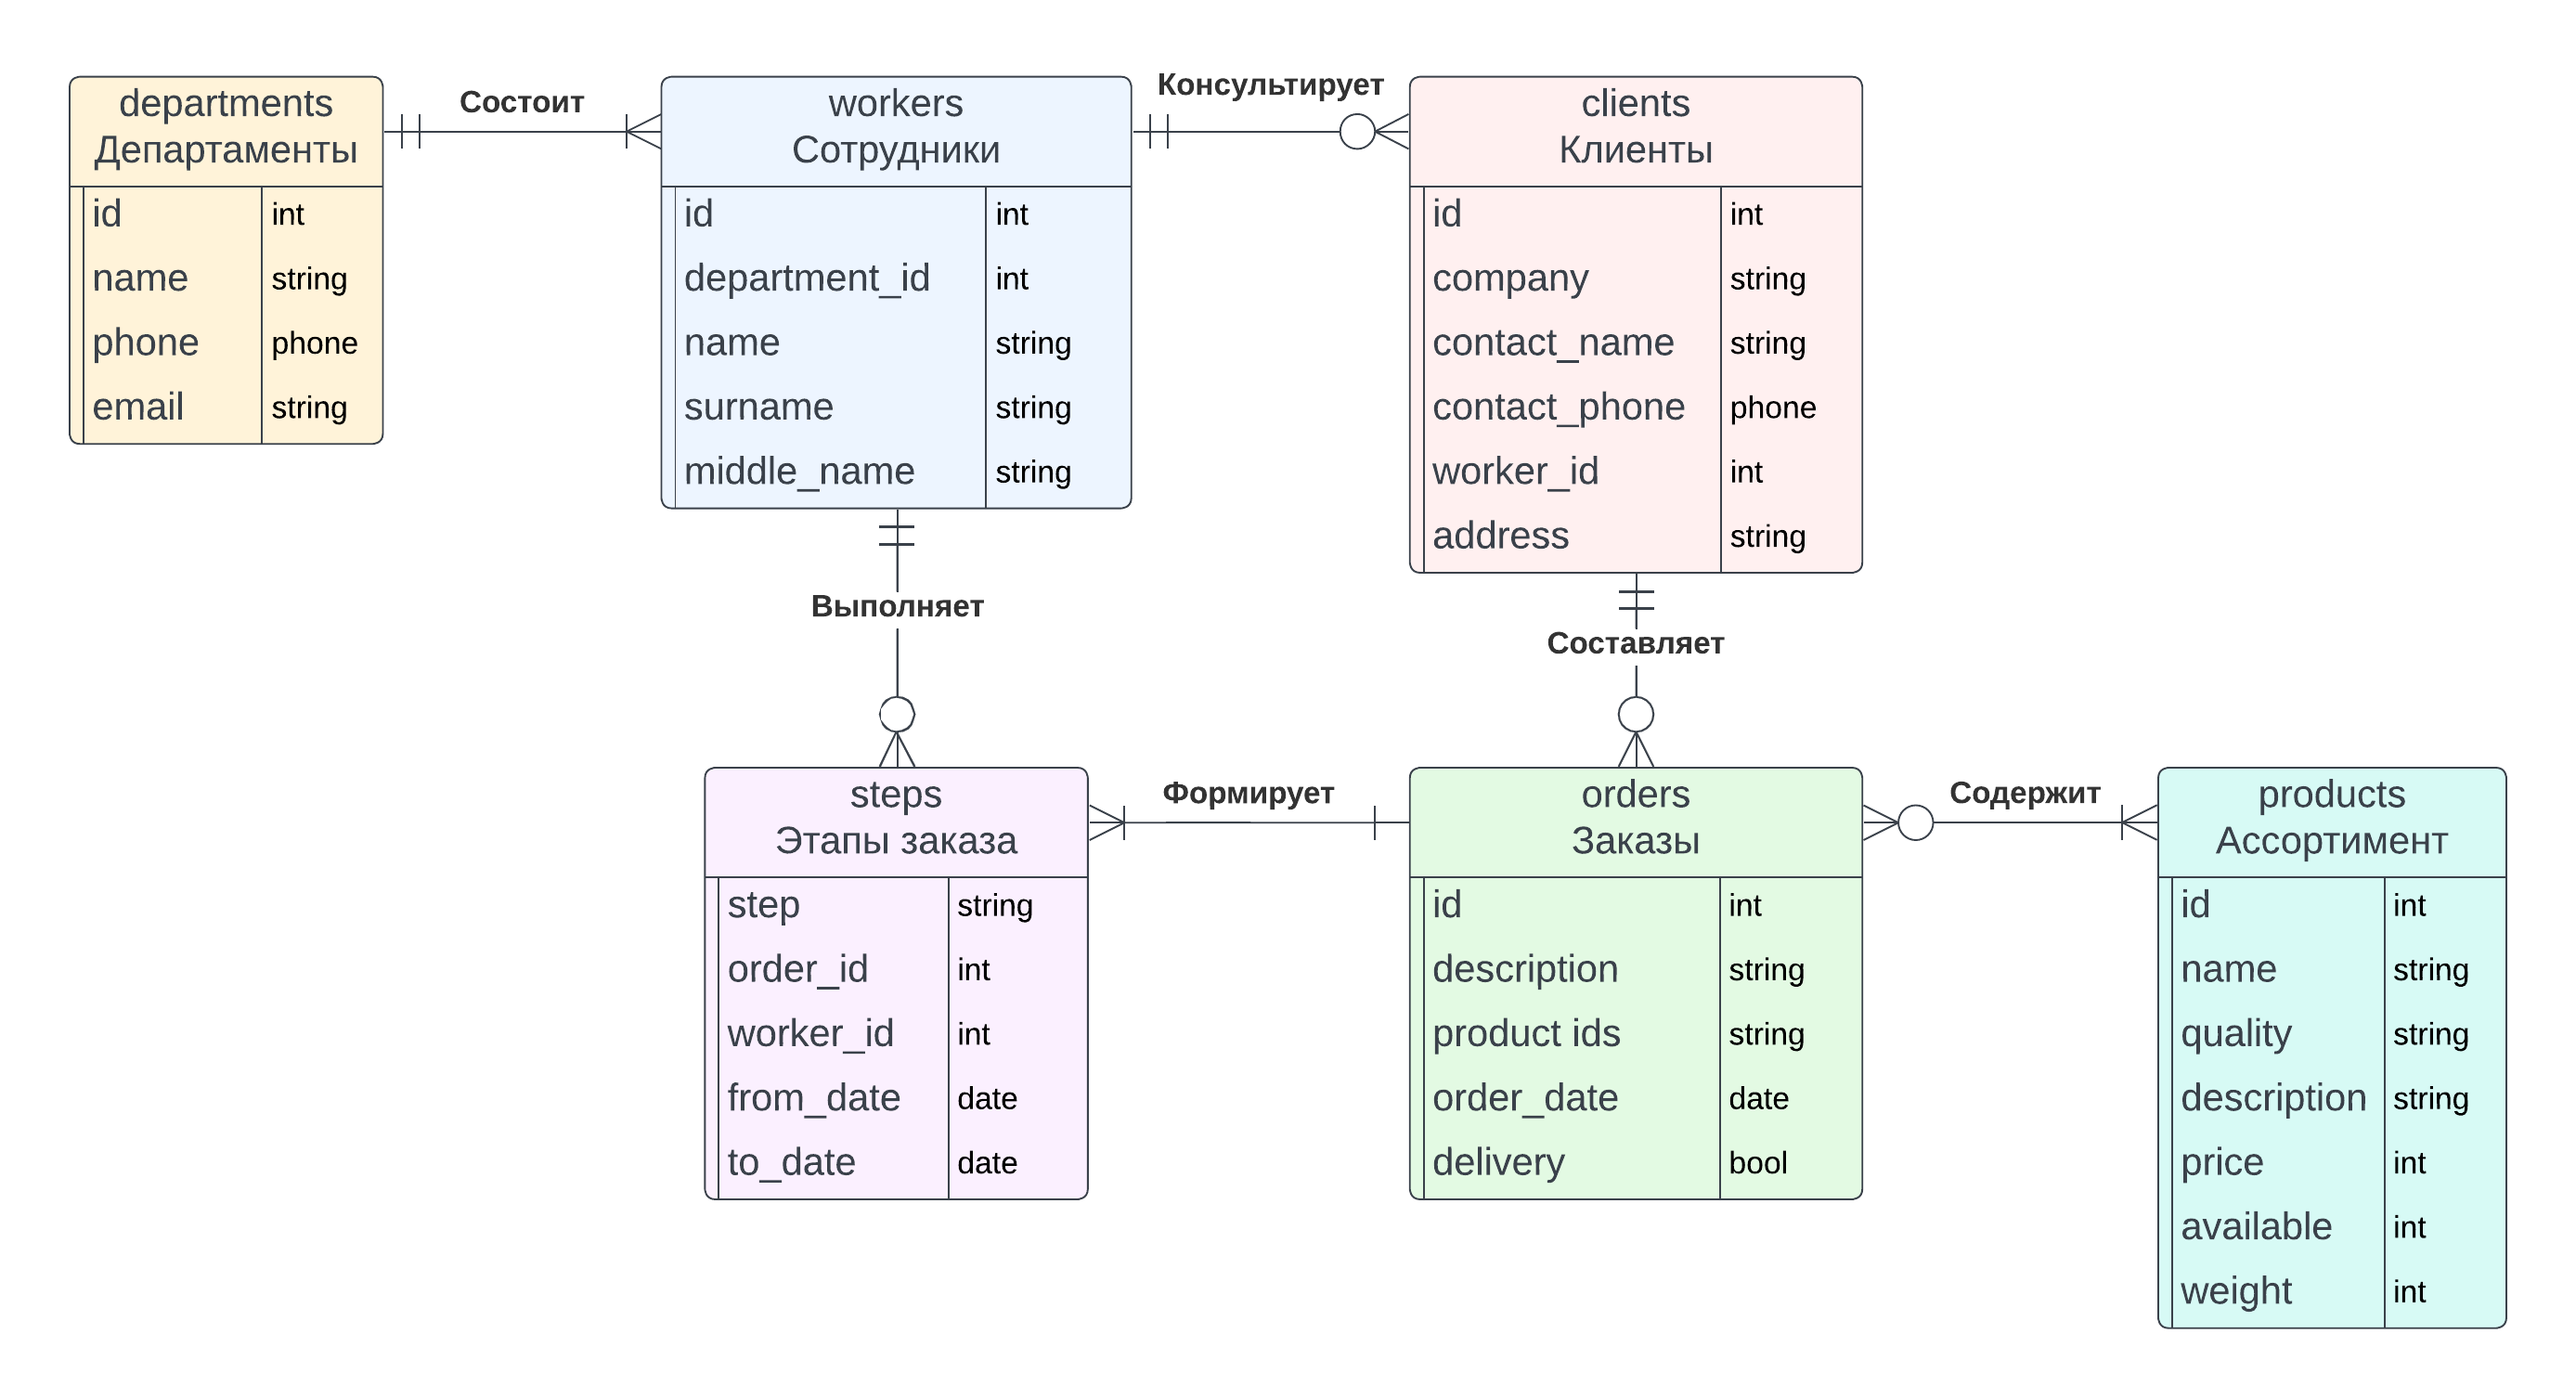 departments
Департаменты
id int
name string
phone phone
email string
Состоит
workers
Сотрудники
id int
department_id int
name string
surname string
middle_name string
Консультирует
clients
Клиенты
id int
company string
contact_name string
contact_phone phone
worker_id int
address string
Выполняет
Составляет
steps
Этапы заказа
step string
order_id int
worker_id int
from_date date
to_date date
Формирует
orders
Заказы
id int
description string
product ids string
order_date date
delivery bool
Содержит
products
Ассортимент
id int
name string
quality string
description string
price int
available int
weight int